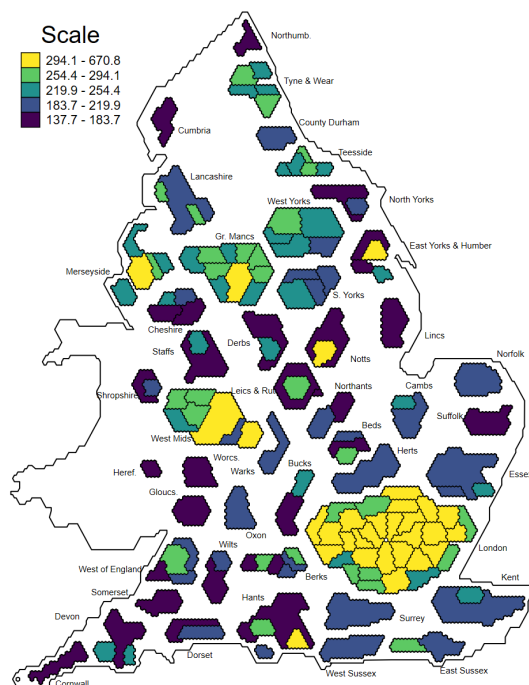 Scale
294.1 - 670.8
254.4 - 294.1
219.9 - 254.4
183.7 - 219.9
137.7 - 183.7
Northumb.
Tyne & Wear
County Durham
Cumbria
Teesside
Lancashire
North Yorks
West Yorks
Gr. Mancs
East Yorks & Humber
Merseyside
S. Yorks
Cheshire
Lincs
Derbs
Staffs
Notts
Norfolk
Shropshire
Leics & Rut
Northants
Cambs
Suffolk
West Mids
Beds
Worcs.
Herts
Heref.
Warks
Bucks
Essex
Gloucs.
Oxon
London
Wilts
West of England
Berks
Kent
Somerset
Hants
Devon
Surrey
Dorset
West Sussex
East Sussex
Cornwall